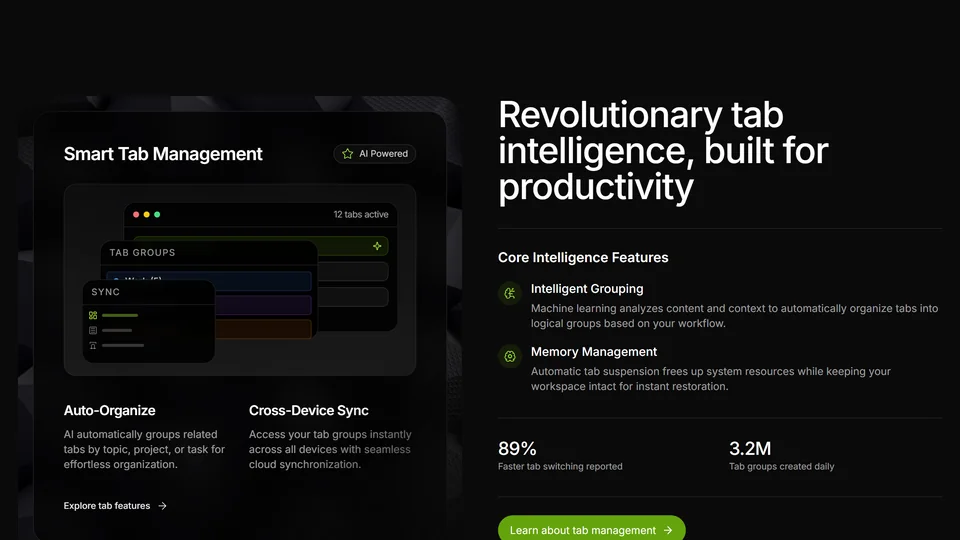 Smart Tab Management
AI Powered
12 tabs active
TAB GROUPS
SYNC
Auto-Organize
AI automatically groups related
tabs by topic, project, or task for
effortless organization.
Cross-Device Sync
Access your tab groups instantly
across all devices with seamless
cloud synchronization.
Explore tab features
Revolutionary tab
intelligence, built for
productivity
Core Intelligence Features
Intelligent Grouping
Machine learning analyzes content and context to automatically organize tabs into
logical groups based on your workflow.
Memory Management
Automatic tab suspension frees up system resources while keeping your
workspace intact for instant restoration.
89%
Faster tab switching reported
3.2M
Tab groups created daily
Learn about tab management